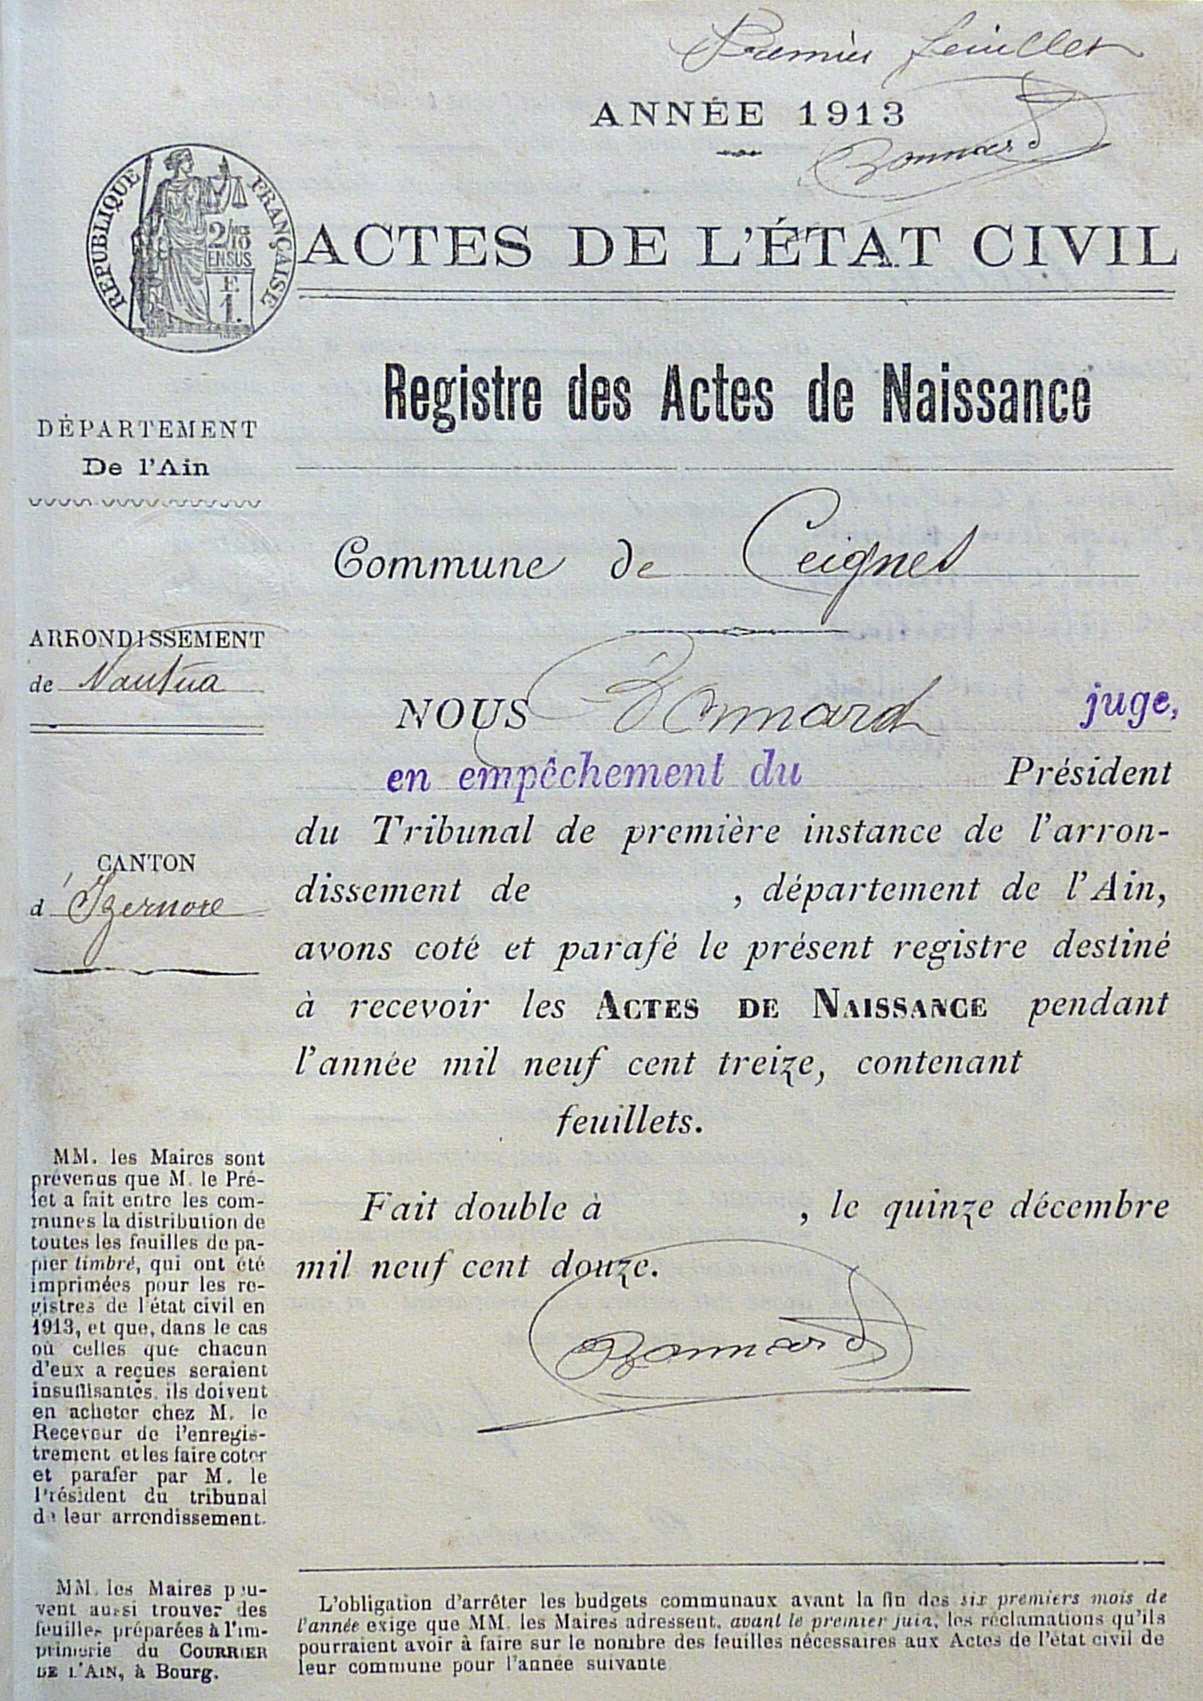 Premier feuillet
ANNÉE 1913
Bonnard
RÉPUBLIQUE FRANÇAISE
2/10
EN SUS
F.
1.
ACTES DE L'ÉTAT CIVIL
Registre des Actes de Naissance
DÉPARTEMENT
De l'Ain
Commune de Ceignes
ARRONDISSEMENT
de Nantua
CANTON
d'Izernore
NOUS Bonnard juge,
en empêchement du Président
du Tribunal de première instance de l'arron-
dissement de , département de l'Ain,
avons coté et parafé le présent registre destiné
à recevoir les ACTES DE NAISSANCE pendant
l'année mil neuf cent treize, contenant
feuillets.
Fait double à , le quinze décembre
mil neuf cent douze.
Bonnard
MM. les Maires sont
prévenus que M. le Pré-
fet a fait entre les com-
munes la distribution de
toutes les feuilles de pa-
pier timbré, qui ont été
imprimées pour les re-
gistres de l'état civil en
1913, et que, dans le cas
où celles que chacun
d'eux a reçues seraient
insuffisantes, ils doivent
en acheter chez M. le
Receveur de l'enregis-
trement et les faire coter
et parafer par M. le
Président du tribunal
de leur arrondissement.
MM. les Maires peu-
vent aussi trouver des
feuilles préparées à l'im-
primerie du COURRIER
DE L'AIN, à Bourg.
L'obligation d'arrêter les budgets communaux avant la fin des six premiers mois de
l'année exige que MM. les Maires adressent, avant le premier juin, les réclamations qu'ils
pourraient avoir à faire sur le nombre des feuilles nécessaires aux Actes de l'état civil de
leur commune pour l'année suivante